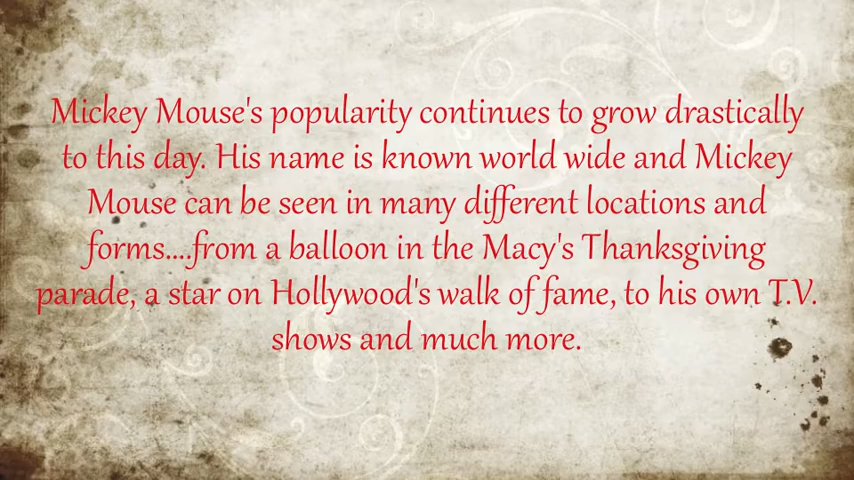 Mickey Mouse's popularity continues to grow drastically
to this day. His name is known world wide and Mickey
Mouse can be seen in many different locations and
forms....from a balloon in the Macy's Thanksgiving
parade, a star on Hollywood's walk of fame, to his own T.V.
shows and much more.